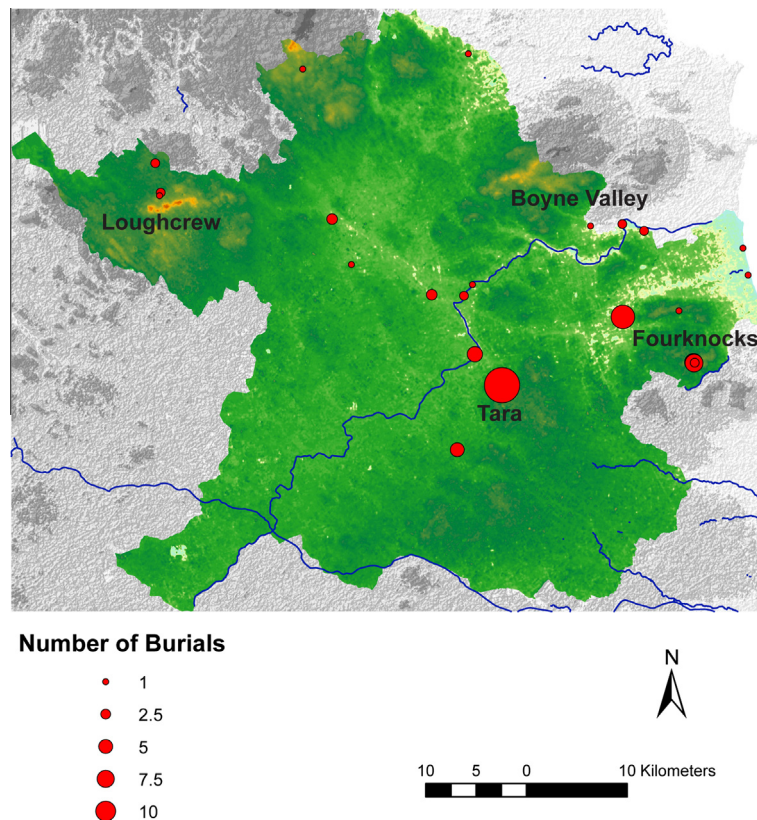 Boyne Valley
Loughcrew
Fourknocks
Tara
Number of Burials
1
2.5
5
7.5
10
N
10 5 0 10 Kilometers